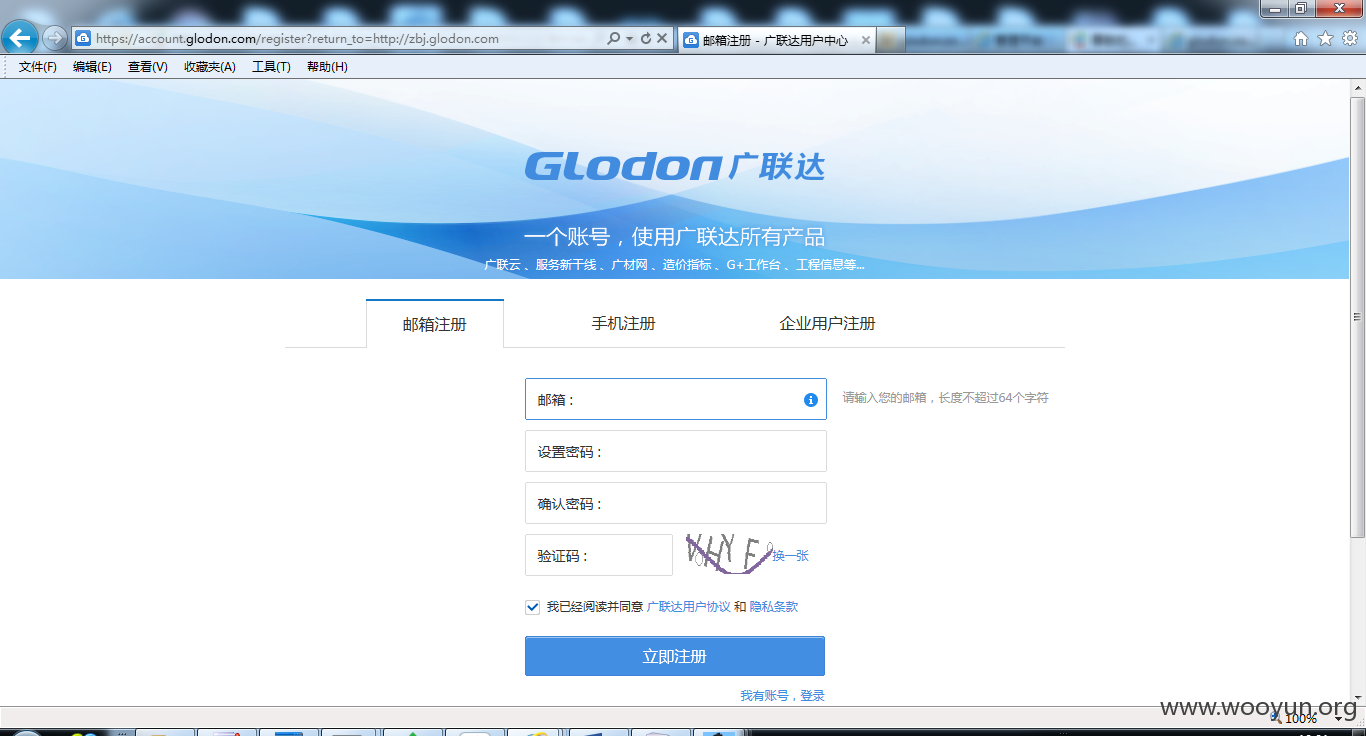 https://account.glodon.com/register?return_to=http://zbj.glodon.com
邮箱注册 - 广联达用户中心
文件(F) 编辑(E) 查看(V) 收藏夹(A) 工具(T) 帮助(H)
Glodon 广联达
一个账号，使用广联达所有产品
广联云、服务新干线、广材网、造价指标、G+工作台、工程信息等...
邮箱注册 手机注册 企业用户注册
邮箱： 请输入您的邮箱，长度不超过64个字符
设置密码：
确认密码：
验证码： VHYF 换一张
我已经阅读并同意 广联达用户协议 和 隐私条款
立即注册
我有账号，登录
www.wooyun.org
100%